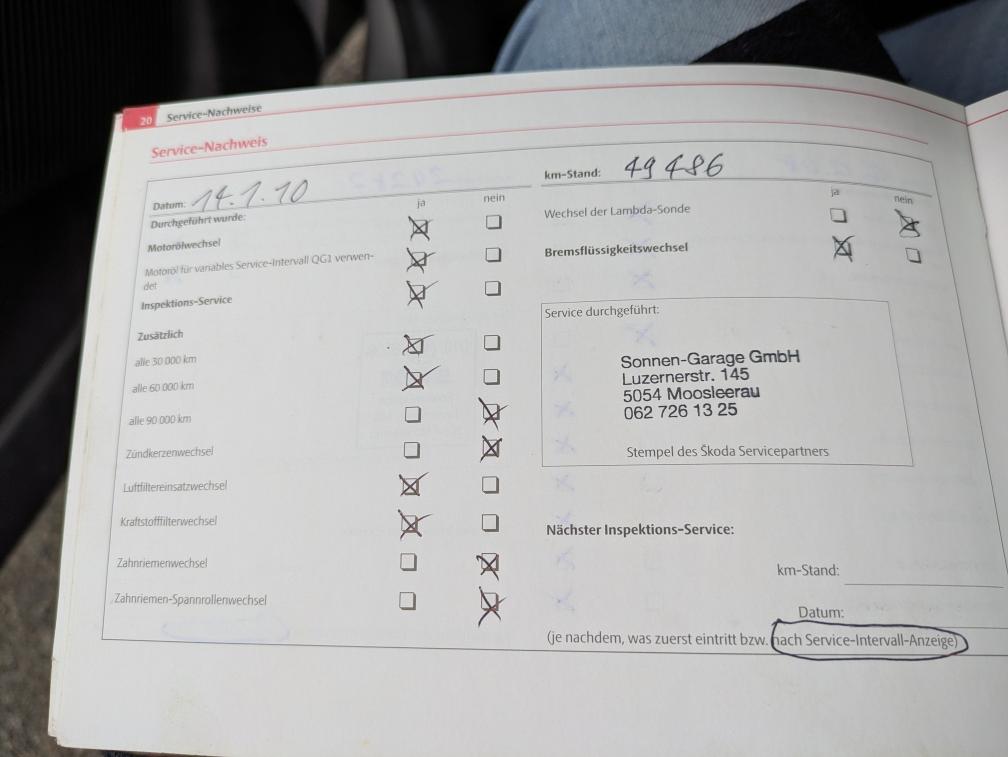 20 Service-Nachweise
Service-Nachweis
Datum: 14.1.10
km-Stand: 49 486
Durchgeführt wurde: ja nein
Motorölwechsel
Motoröl für variables Service-Intervall QG1 verwen-
det
Inspektions-Service
Zusätzlich
alle 30 000 km
alle 60 000 km
alle 90 000 km
Zündkerzenwechsel
Luftfiltereinsatzwechsel
Kraftstofffilterwechsel
Zahnriemenwechsel
Zahnriemen-Spannrollenwechsel
ja nein
Wechsel der Lambda-Sonde
Bremsflüssigkeitswechsel
Service durchgeführt:
Sonnen-Garage GmbH
Luzernerstr. 145
5054 Moosleerau
062 726 13 25
Stempel des Škoda Servicepartners
Nächster Inspektions-Service:
km-Stand:
Datum:
(je nachdem, was zuerst eintritt bzw. nach Service-Intervall-Anzeige)